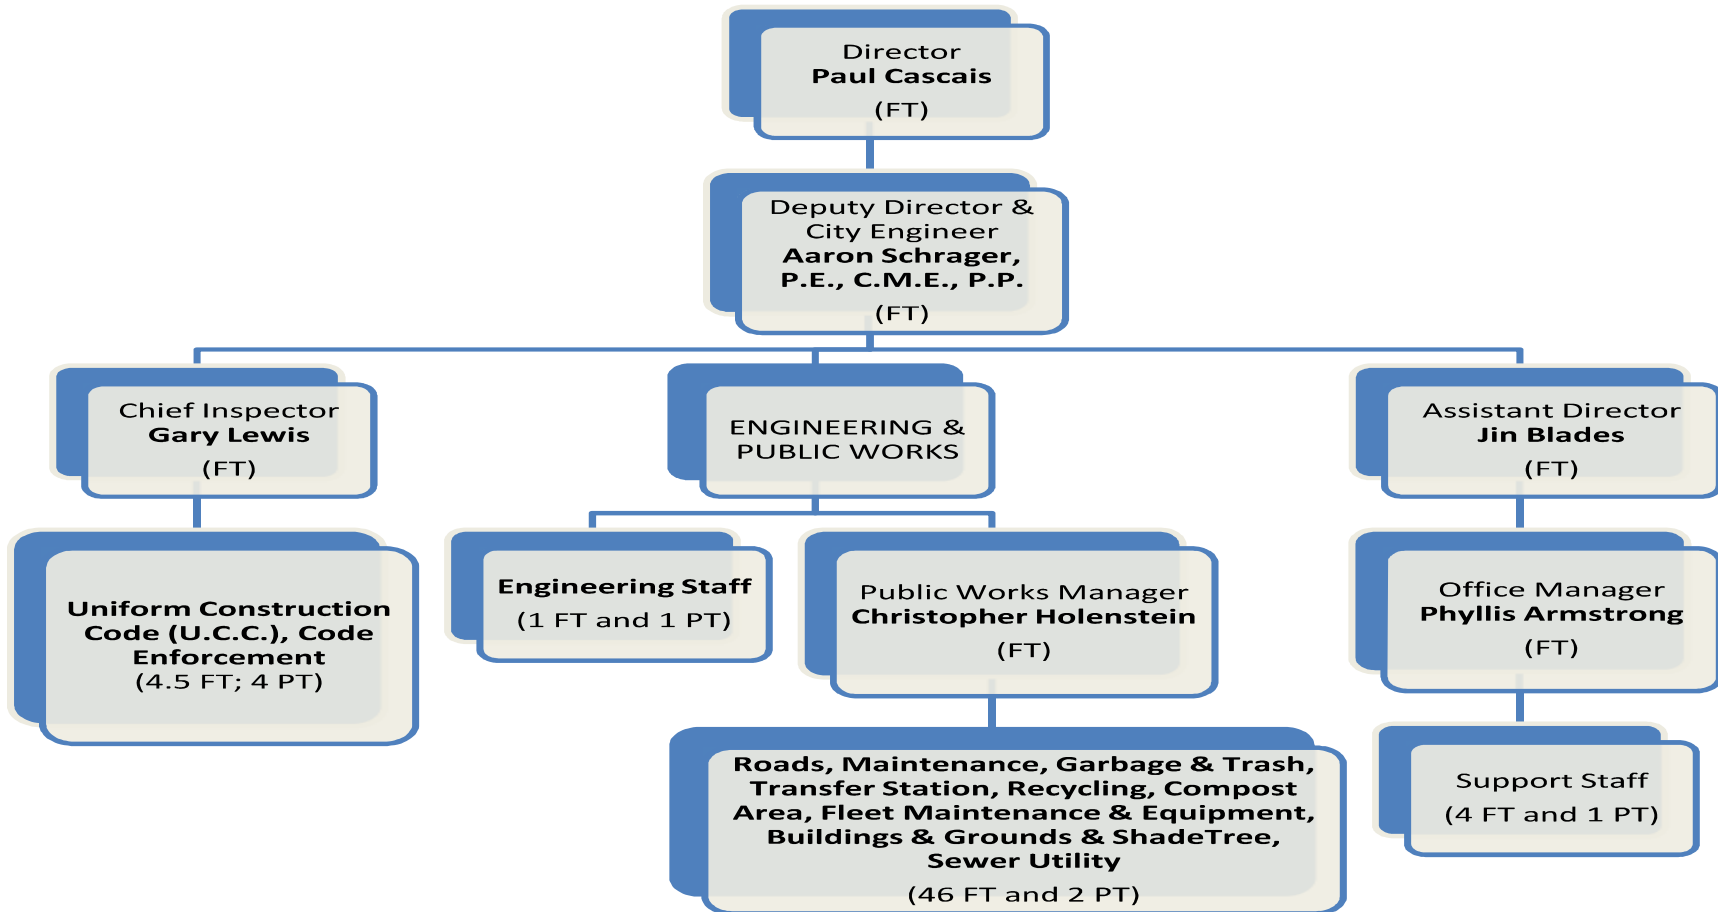 Director
Paul Cascais
(FT)
Deputy Director &
City Engineer
Aaron Schrager,
P.E., C.M.E., P.P.
(FT)
Chief Inspector
Gary Lewis
(FT)
ENGINEERING &
PUBLIC WORKS
Assistant Director
Jin Blades
(FT)
Uniform Construction
Code (U.C.C.), Code
Enforcement
(4.5 FT; 4 PT)
Engineering Staff
(1 FT and 1 PT)
Public Works Manager
Christopher Holenstein
(FT)
Office Manager
Phyllis Armstrong
(FT)
Roads, Maintenance, Garbage & Trash,
Transfer Station, Recycling, Compost
Area, Fleet Maintenance & Equipment,
Buildings & Grounds & ShadeTree,
Sewer Utility
(46 FT and 2 PT)
Support Staff
(4 FT and 1 PT)